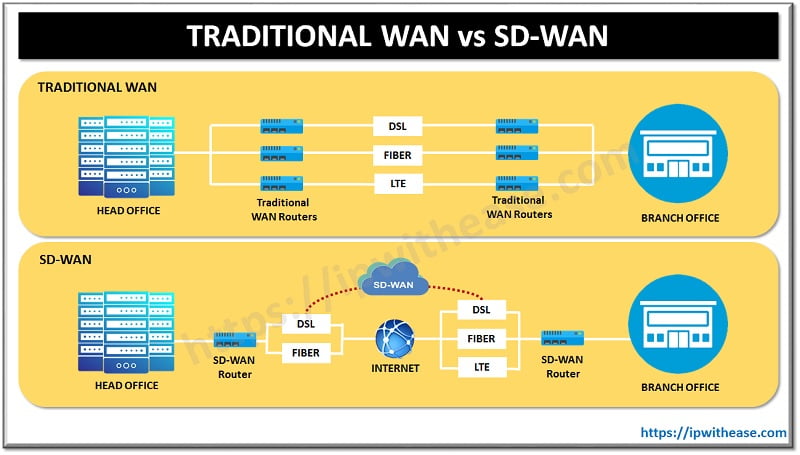 TRADITIONAL WAN vs SD-WAN
TRADITIONAL WAN
DSL
FIBER
LTE
HEAD OFFICE
Traditional
WAN Routers
Traditional
WAN Routers
BRANCH OFFICE
SD-WAN
SD-WAN
DSL
FIBER
DSL
FIBER
LTE
SD-WAN
Router
INTERNET
SD-WAN
Router
HEAD OFFICE
BRANCH OFFICE
https://ipwithease.com
https://ipwithease.com